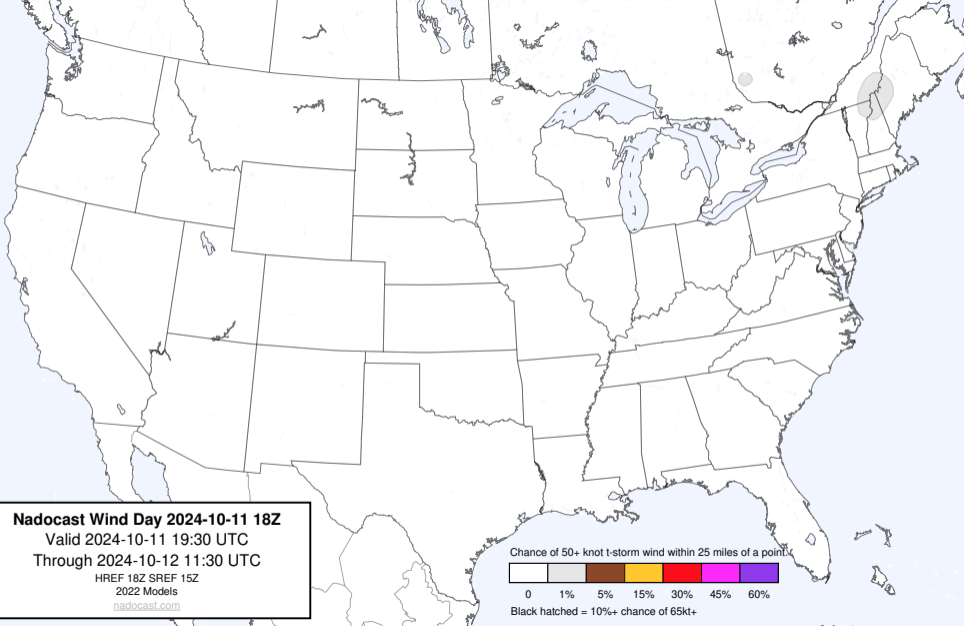 Nadocast Wind Day 2024-10-11 18Z
Valid 2024-10-11 19:30 UTC
Through 2024-10-12 11:30 UTC
HREF 18Z SREF 15Z
2022 Models
nadocast.com
Chance of 50+ knot t-storm wind within 25 miles of a point.
0 1% 5% 15% 30% 45% 60%
Black hatched = 10%+ chance of 65kt+